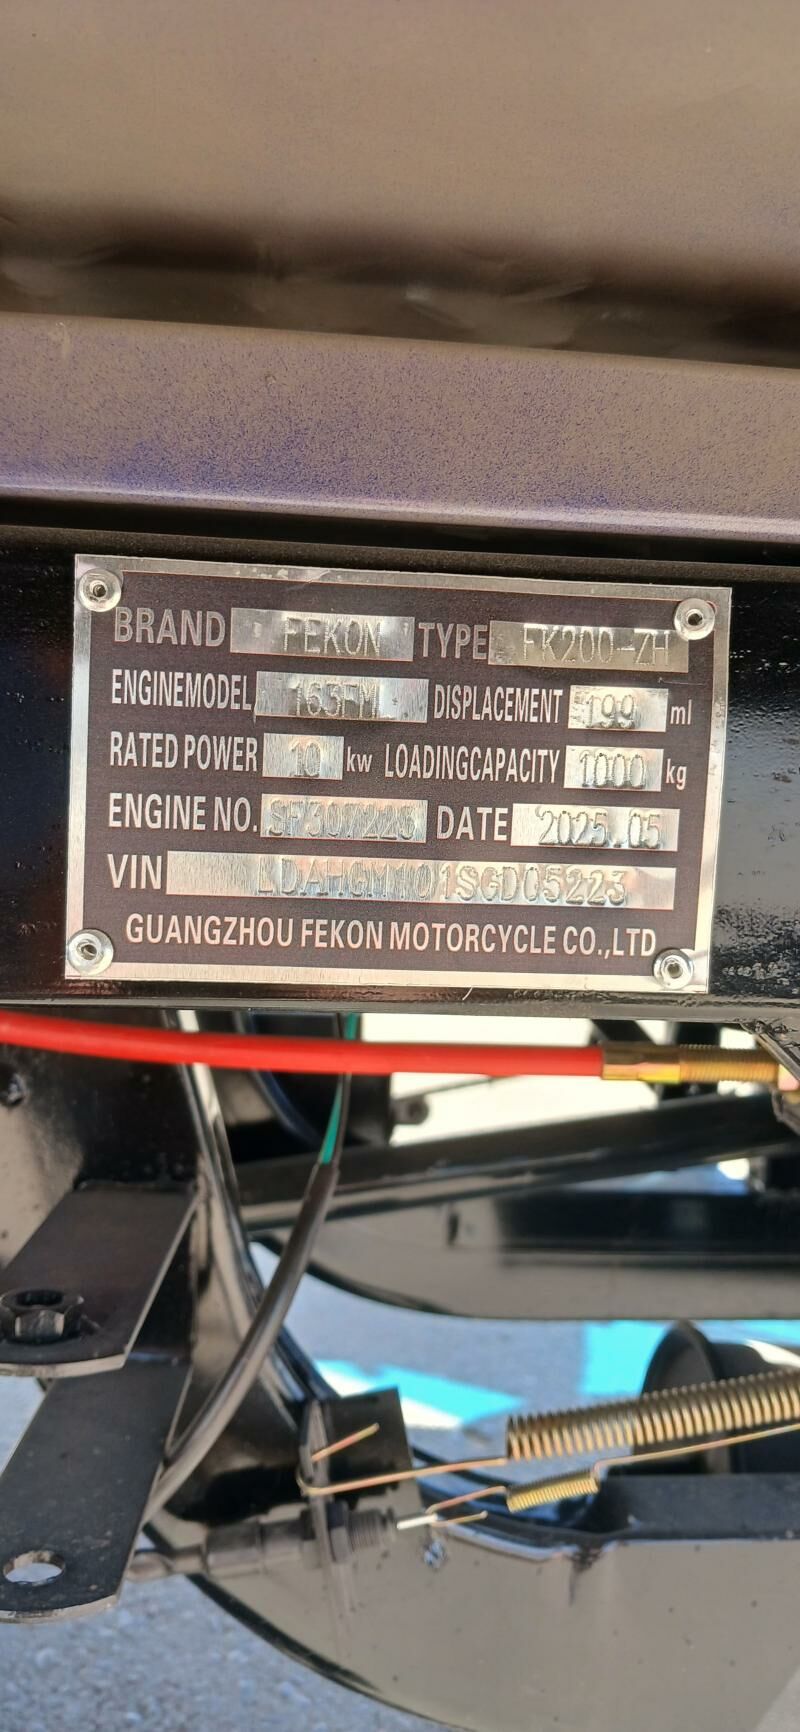 BRAND FEKON TYPE FK200-ZH
ENGINEMODEL 163FML DISPLACEMENT 199 ml
RATED POWER 10 kw LOADINGCAPACITY 1000 kg
ENGINE NO. SF307223 DATE 2025.05
VIN LDAHGM101SGD05223
GUANGZHOU FEKON MOTORCYCLE CO.,LTD